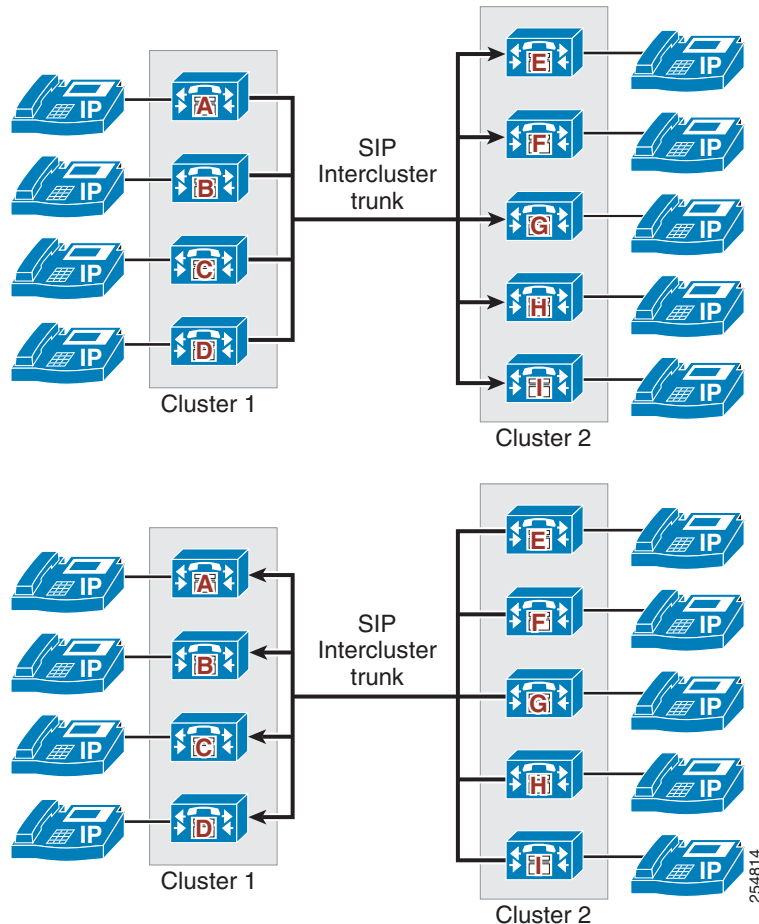 IP
A
E
IP
IP
B
F
IP
SIP
Intercluster
trunk
IP
C
G
IP
IP
D
H
IP
I
IP
Cluster 1
Cluster 2
IP
A
E
IP
IP
B
F
IP
SIP
Intercluster
trunk
IP
C
G
IP
IP
D
H
IP
I
IP
Cluster 1
Cluster 2
254814